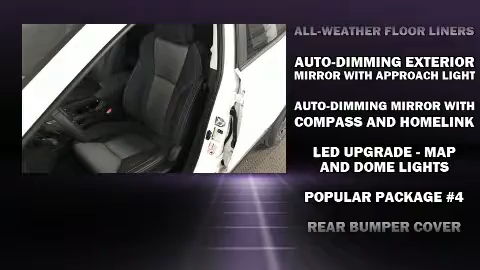 ALL-WEATHER FLOOR LINERS
AUTO-DIMMING EXTERIOR
MIRROR WITH APPROACH LIGHT
AUTO-DIMMING MIRROR WITH
COMPASS AND HOMELINK
LED UPGRADE - MAP
AND DOME LIGHTS
POPULAR PACKAGE #4
REAR BUMPER COVER